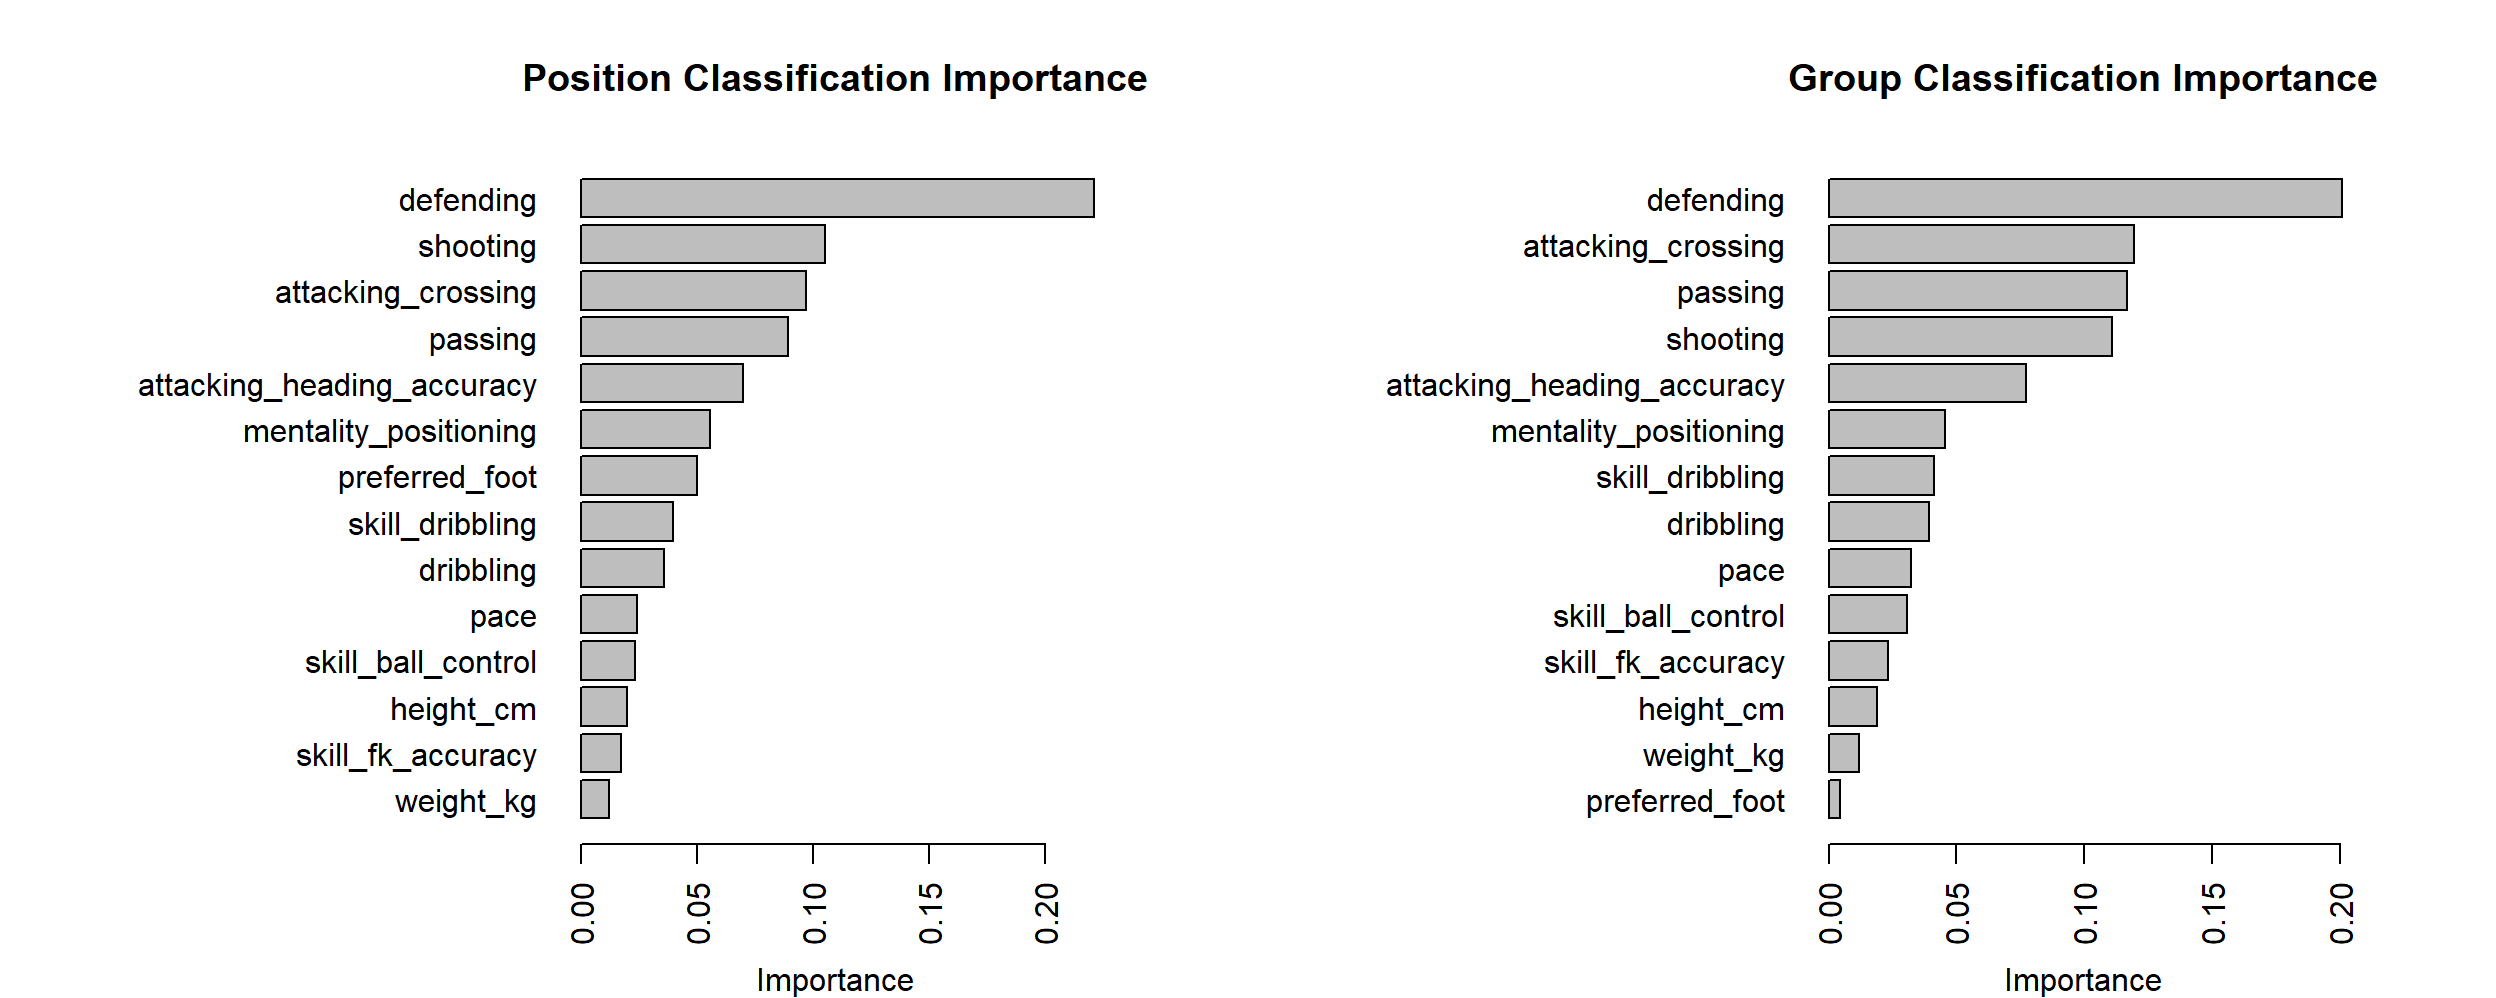 Position Classification Importance
defending
shooting
attacking_crossing
passing
attacking_heading_accuracy
mentality_positioning
preferred_foot
skill_dribbling
dribbling
pace
skill_ball_control
height_cm
skill_fk_accuracy
weight_kg
0.00
0.05
0.10
0.15
0.20
Importance
Group Classification Importance
defending
attacking_crossing
passing
shooting
attacking_heading_accuracy
mentality_positioning
skill_dribbling
dribbling
pace
skill_ball_control
skill_fk_accuracy
height_cm
weight_kg
preferred_foot
0.00
0.05
0.10
0.15
0.20
Importance